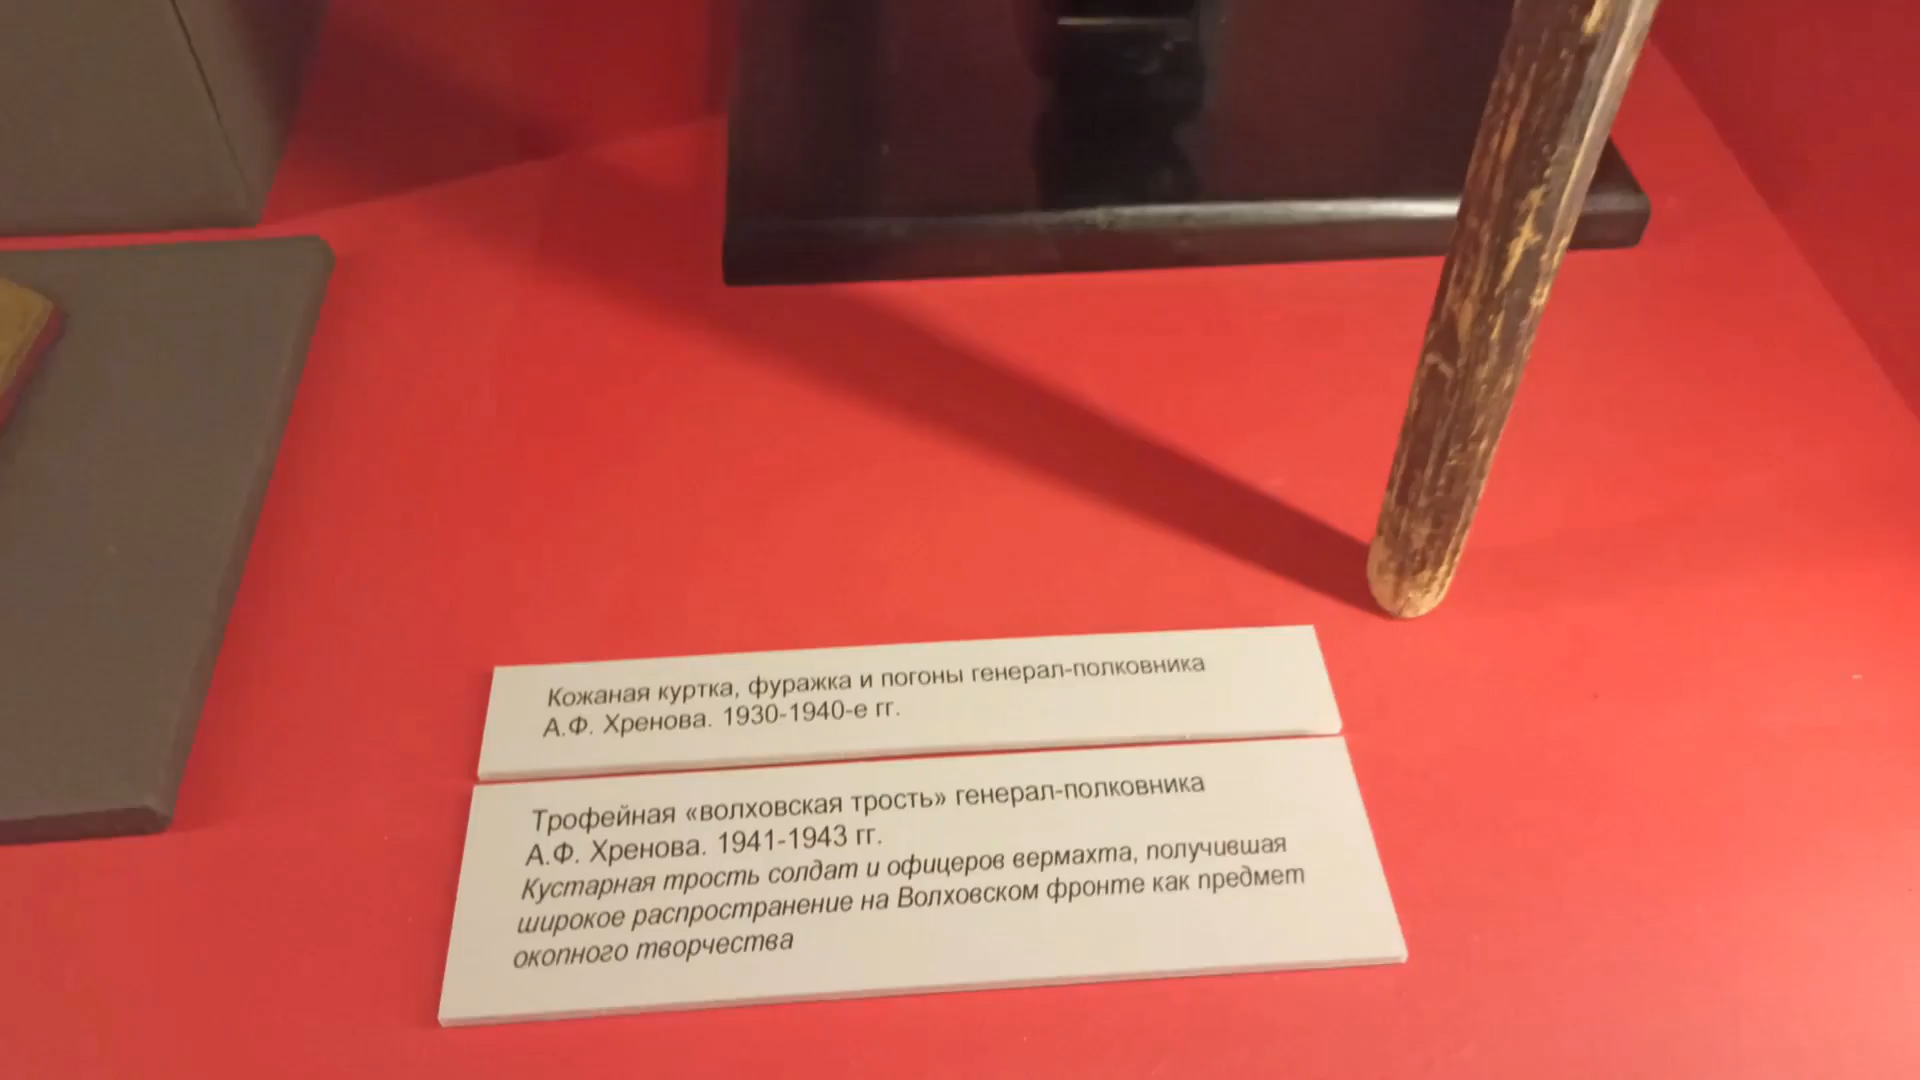 Кожаная куртка, фуражка и погоны генерал-полковника
А.Ф. Хренова. 1930-1940-е гг.
Трофейная «волховская трость» генерал-полковника
А.Ф. Хренова. 1941-1943 гг.
Кустарная трость солдат и офицеров вермахта, получившая
широкое распространение на Волховском фронте как предмет
окопного творчества